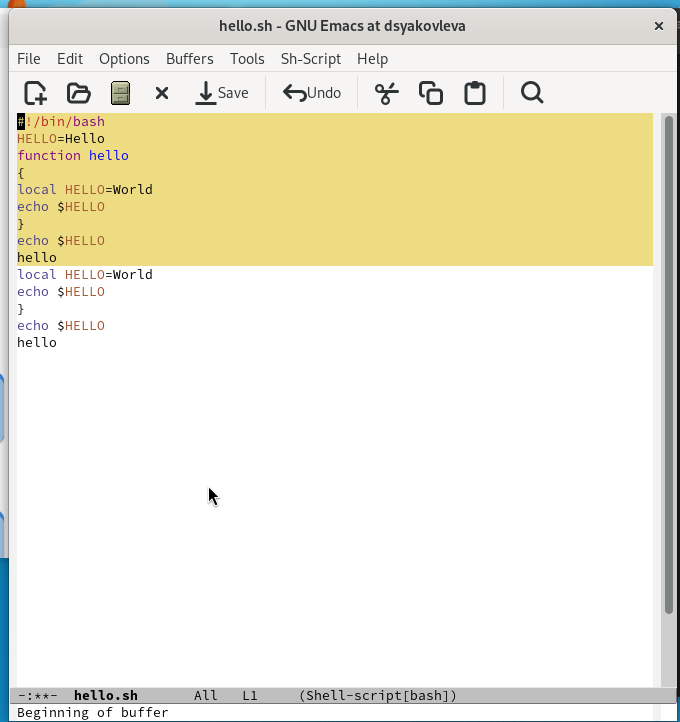 hello.sh - GNU Emacs at dsyakovleva
File Edit Options Buffers Tools Sh-Script Help
Save Undo
#!/bin/bash
HELLO=Hello
function hello
{
local HELLO=World
echo $HELLO
}
echo $HELLO
hello
local HELLO=World
echo $HELLO
}
echo $HELLO
hello
-:**- hello.sh All L1 (Shell-script[bash])
Beginning of buffer